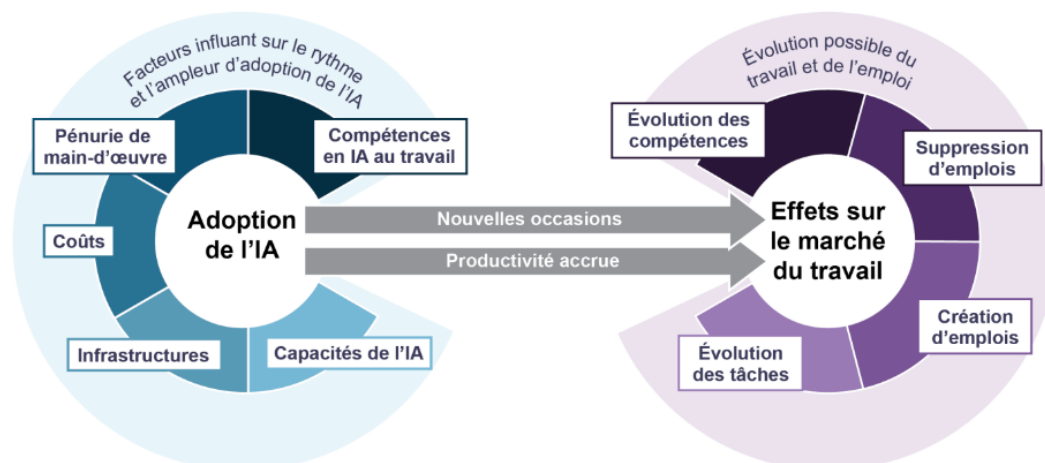 Facteurs influant sur le rythme
et l'ampleur d'adoption de l'IA
Pénurie de
main-d'œuvre
Compétences
en IA au travail
Coûts
Adoption
de l'IA
Infrastructures
Capacités de l'IA
Nouvelles occasions
Productivité accrue
Évolution possible du
travail et de l'emploi
Évolution des
compétences
Suppression
d'emplois
Effets sur
le marché
du travail
Évolution
des tâches
Création
d'emplois